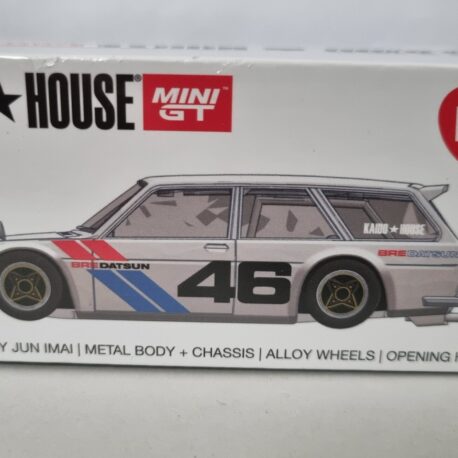 ★ HOUSE® MINI GT
KAIDO ★ HOUSE
BREDATSUN 46 BREDATSUN
Y JUN IMAI | METAL BODY + CHASSIS | ALLOY WHEELS | OPENING